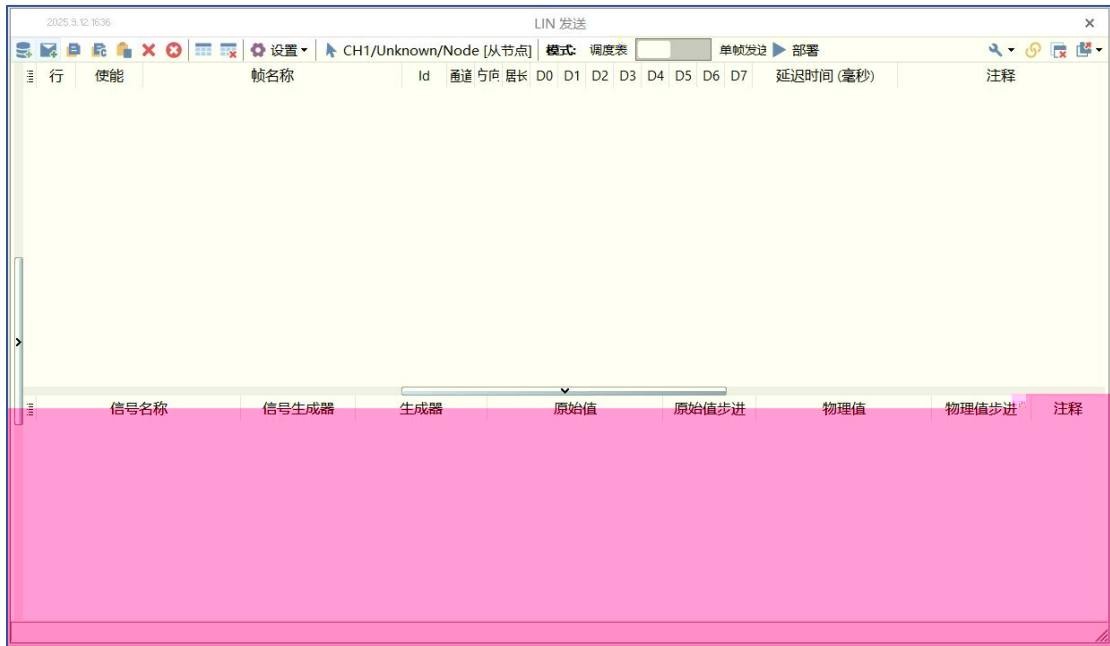 2025.9.12.1636
LIN 发送
设置 CH1/Unknown/Node [从节点] 模式: 调度表 单帧发送 部署
行 使能 帧名称 Id 通道 方向 居长 D0 D1 D2 D3 D4 D5 D6 D7 延迟时间 (毫秒) 注释
信号名称 信号生成器 生成器 原始值 原始值步进 物理值 物理值步进 注释